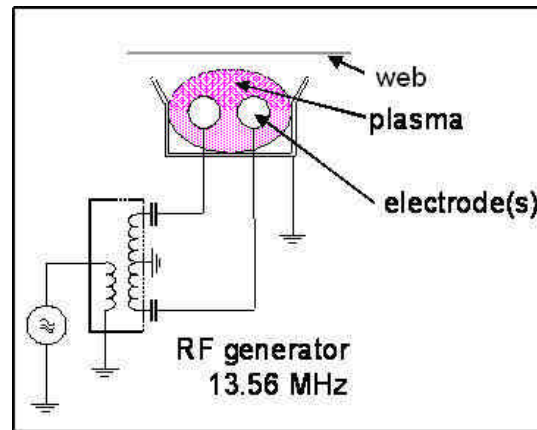 web
plasma
electrode(s)
RF generator
13.56 MHz